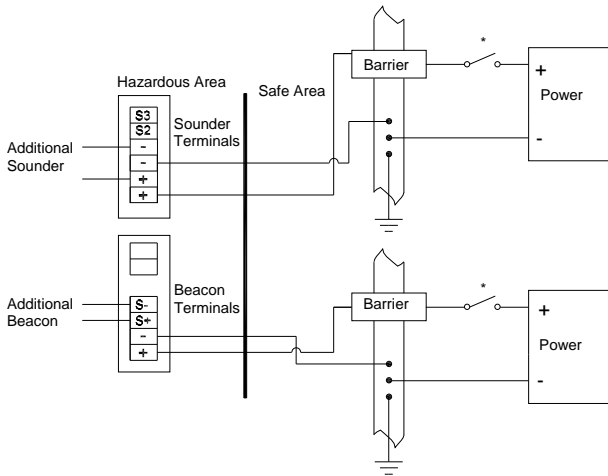 *
Barrier
+
Power
-
Hazardous Area
Safe Area
S3
S2
-
-
+
+
Sounder
Terminals
Additional
Sounder
*
Barrier
+
Power
-
S-
S+
-
+
Beacon
Terminals
Additional
Beacon